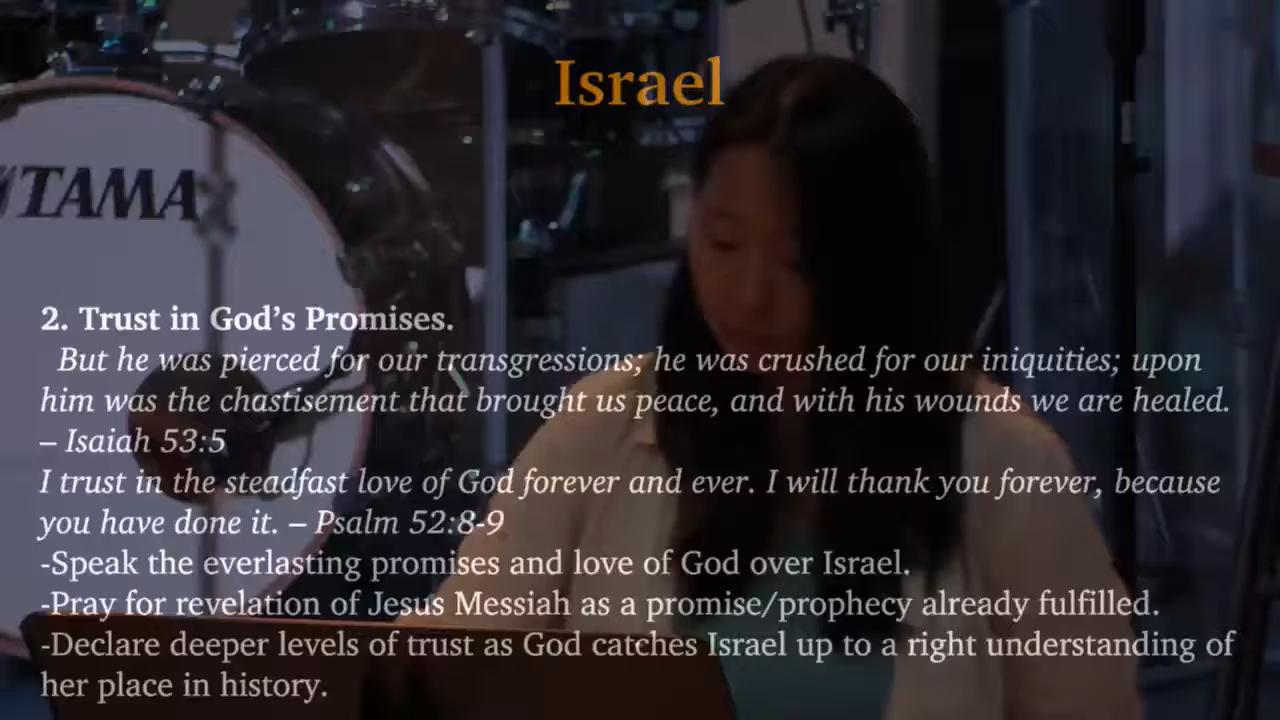 Israel
TAMA
2. Trust in God’s Promises.
But he was pierced for our transgressions; he was crushed for our iniquities; upon
him was the chastisement that brought us peace, and with his wounds we are healed.
– Isaiah 53:5
I trust in the steadfast love of God forever and ever. I will thank you forever, because
you have done it. – Psalm 52:8-9
-Speak the everlasting promises and love of God over Israel.
-Pray for revelation of Jesus Messiah as a promise/prophecy already fulfilled.
-Declare deeper levels of trust as God catches Israel up to a right understanding of
her place in history.